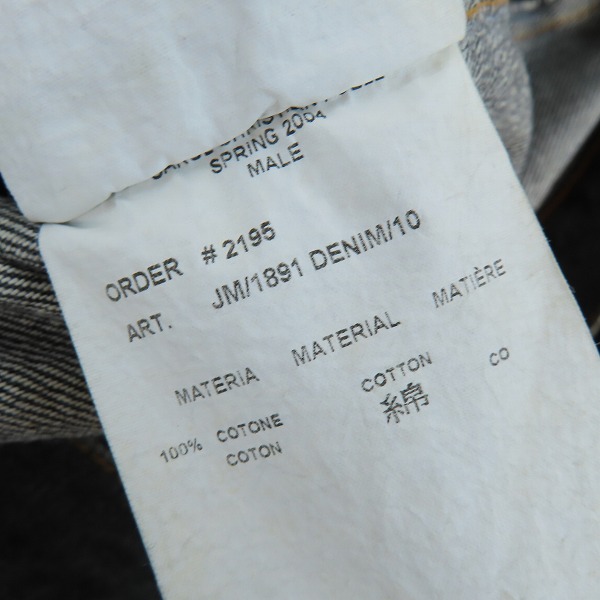 SPRING 2004
MALE
ORDER # 2195
ART. JM/1891 DENIM/10
MATERIA MATERIAL MATIÈRE
100% COTONE COTTON CO
COTON 綿